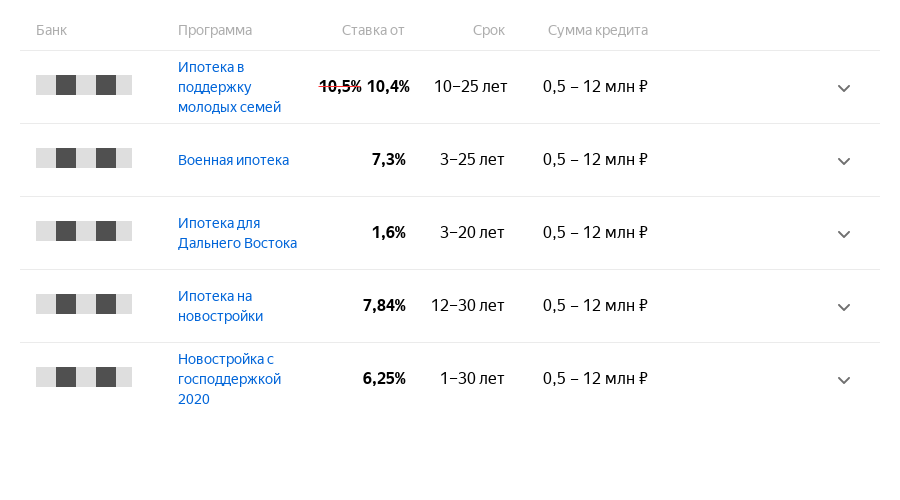 Банк Программа Ставка от Срок Сумма кредита
Ипотека в
поддержку
молодых семей
10,5% 10,4% 10–25 лет 0,5 – 12 млн ₽
Военная ипотека 7,3% 3–25 лет 0,5 – 12 млн ₽
Ипотека для
Дальнего Востока
1,6% 3–20 лет 0,5 – 12 млн ₽
Ипотека на
новостройки
7,84% 12–30 лет 0,5 – 12 млн ₽
Новостройка с
господдержкой
2020
6,25% 1–30 лет 0,5 – 12 млн ₽